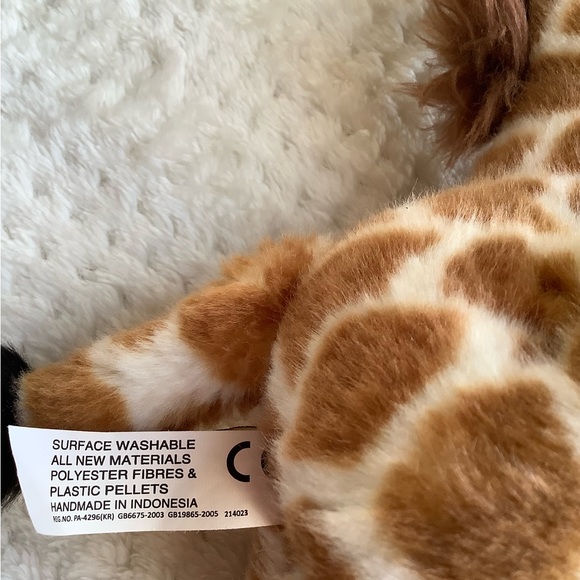 SURFACE WASHABLE
ALL NEW MATERIALS
POLYESTER FIBRES &
PLASTIC PELLETS
HANDMADE IN INDONESIA
REG.NO. PA-4296(KR) GB6675-2003 GB19865-2005 214023
C